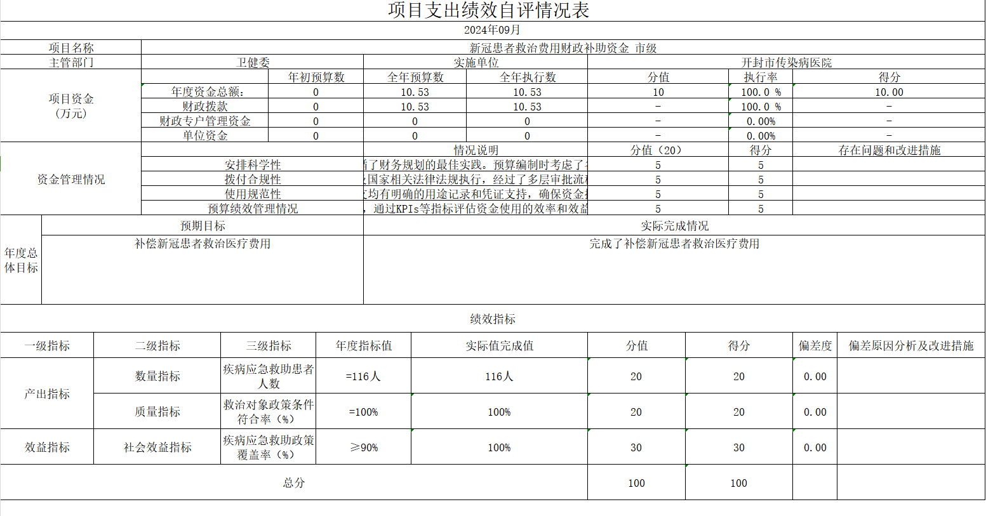 项目支出绩效自评情况表
2024年09月
项目名称 新冠患者救治费用财政补助资金 市级
主管部门 卫健委 实施单位 开封市传染病医院
项目资金
(万元)
年初预算数 全年预算数 全年执行数 分值 执行率 得分
年度资金总额： 0 10.53 10.53 10 100.0 % 10.00
财政拨款 0 10.53 10.53 - 100.0 % -
财政专户管理资金 0 0 0 - 0.00% -
单位资金 0 0 0 - 0.00% -
资金管理情况
情况说明 分值（20） 得分 存在问题和改进措施
安排科学性 了财务规划的最佳实践。预算编制时考虑了 5 5
拨付合规性 国家相关法律法规执行，经过了多层审批流 5 5
使用规范性 均有明确的用途记录和凭证支持，确保资金 5 5
预算绩效管理情况 ，通过KPIs等指标评估资金使用的效率和效益 5 5
年度总
体目标
预期目标 实际完成情况
补偿新冠患者救治医疗费用 完成了补偿新冠患者救治医疗费用
绩效指标
一级指标 二级指标 三级指标 年度指标值 实际值完成值 分值 得分 偏差度 偏差原因分析及改进措施
产出指标
数量指标 疾病应急救助患者
人数 =116人 116人 20 20 0.00
质量指标 救治对象政策条件
符合率（%） =100% 100% 20 20 0.00
效益指标 社会效益指标 疾病应急救助政策
覆盖率（%） ≥90% 100% 30 30 0.00
总分 100 100